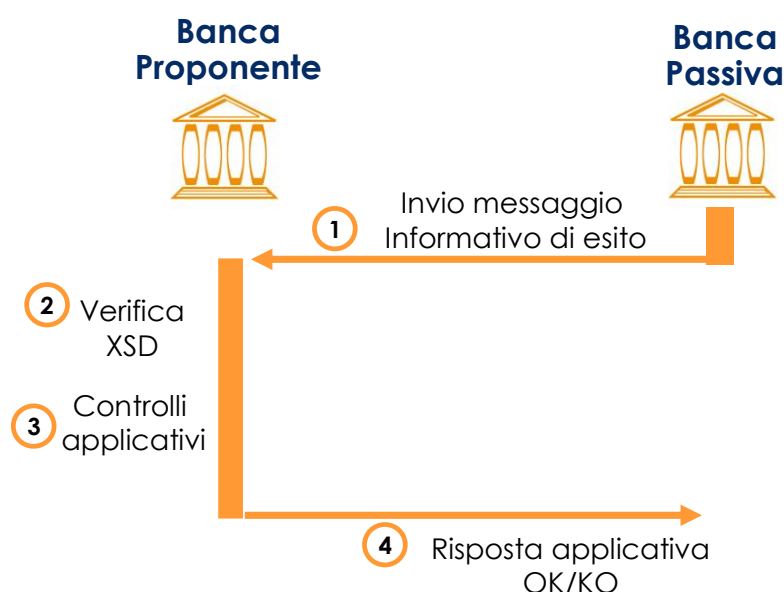 Banca
Proponente
Banca
Passiva
1
Invio messaggio
Informativo di esito
2
Verifica
XSD
3
Controlli
applicativi
4
Risposta applicativa
OK/KO